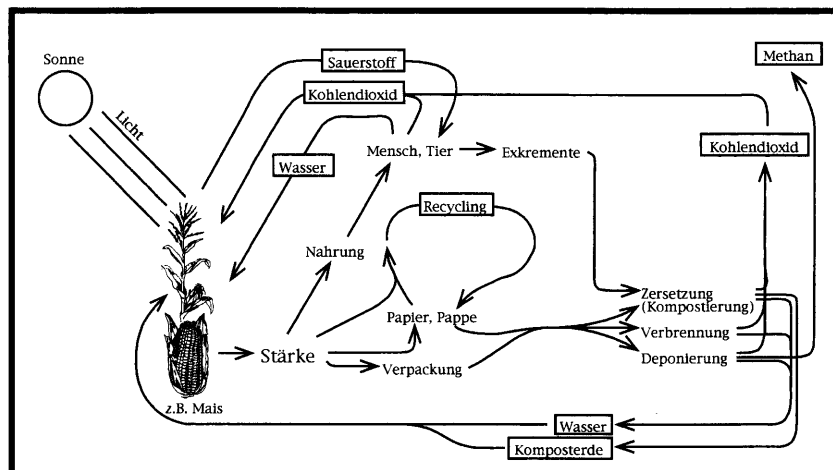 Sonne
Licht
Sauerstoff
Kohlendioxid
Methan
Wasser
Mensch, Tier
Exkremente
Kohlendioxid
Recycling
Nahrung
Zersetzung
(Kompostierung)
Papier, Pappe
Verbrennung
Stärke
Verpackung
Deponierung
z.B. Mais
Wasser
Komposterde